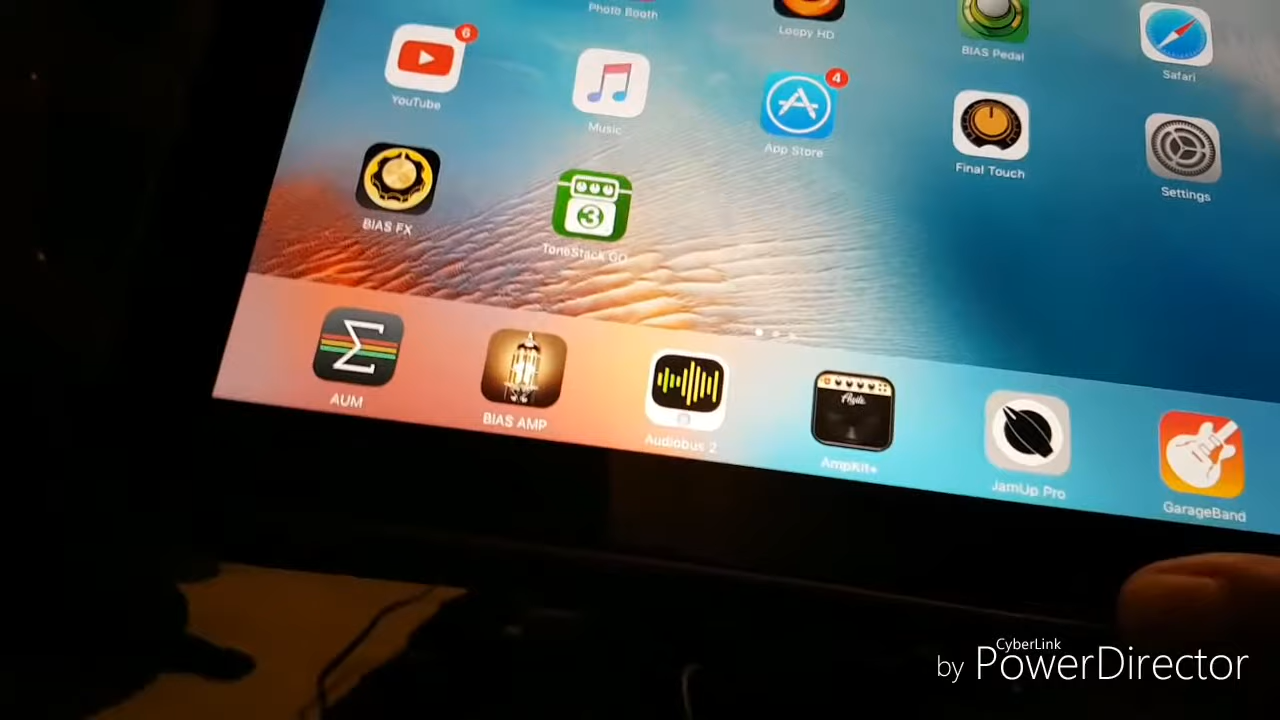 Photo Booth
Loopy HD
BIAS Pedal
Safari
6
YouTube
Music
4
App Store
Final Touch
Settings
BIAS FX
3
ToneStack GO
AUM
BIAS AMP
Audiobus 2
AmpKit+
JamUp Pro
GarageBand
CyberLink
by PowerDirector